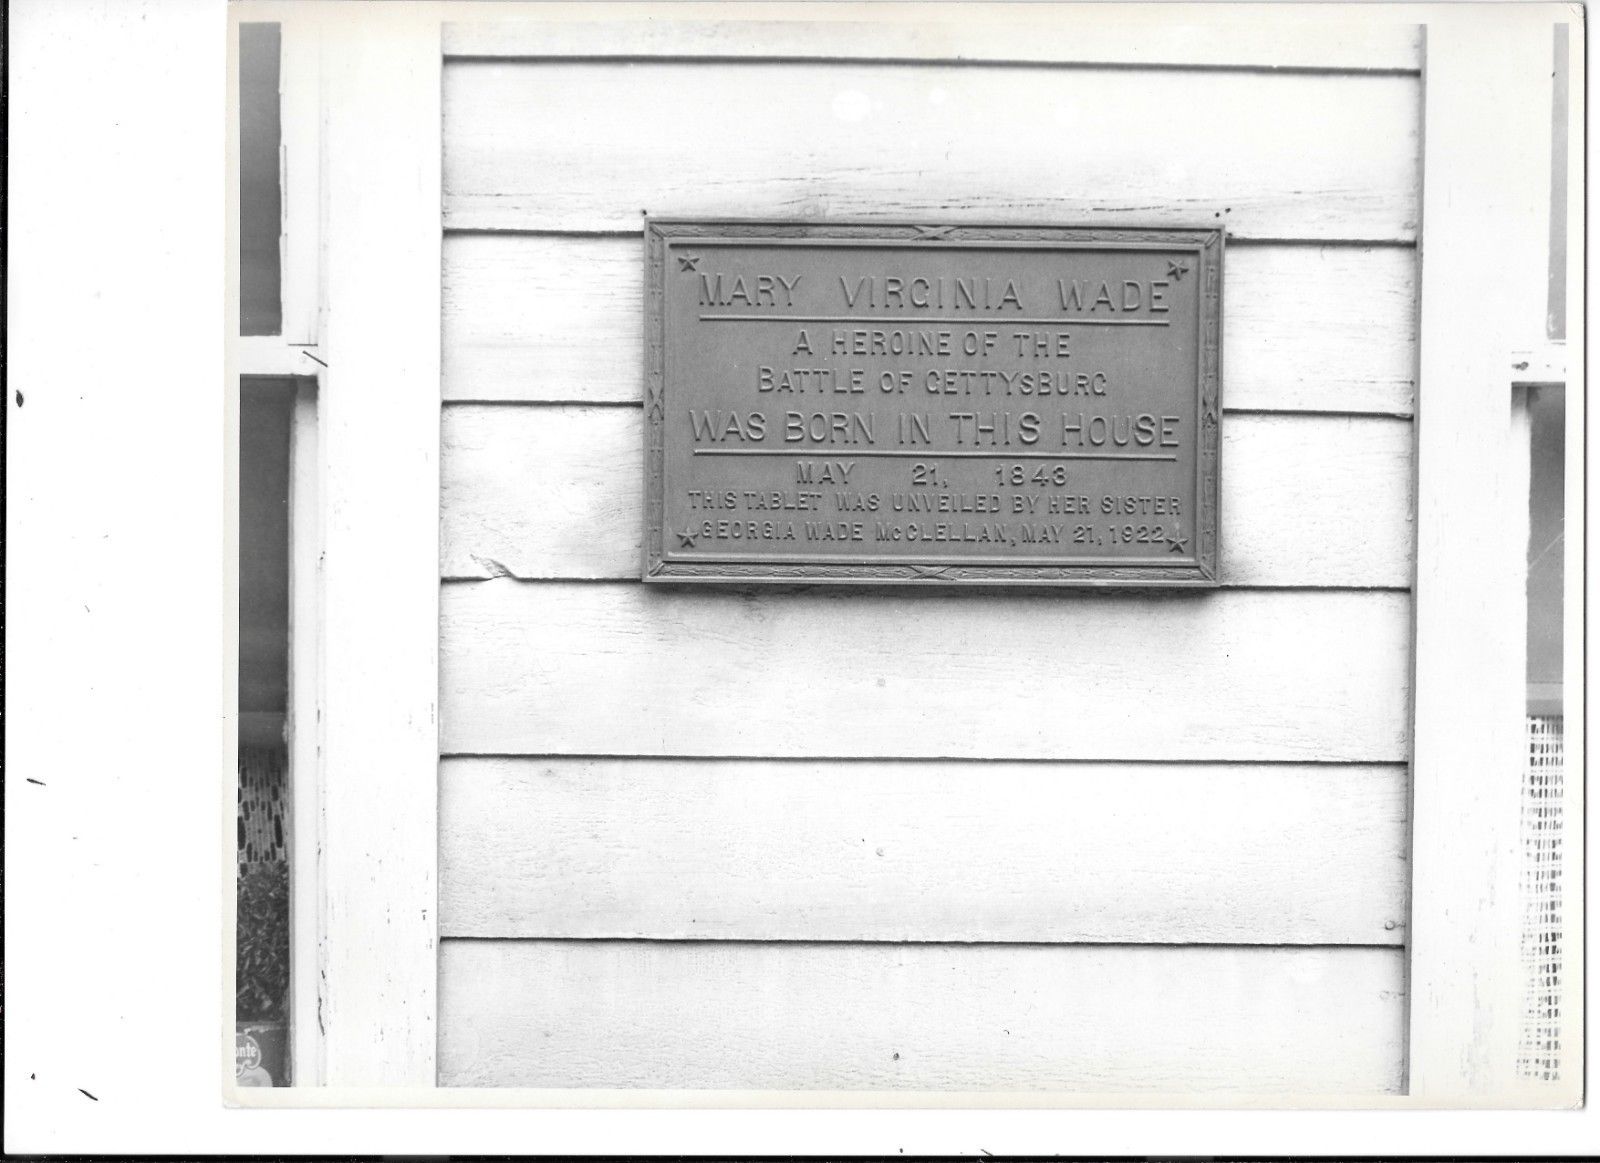 MARY VIRGINIA WADE
A HEROINE OF THE
BATTLE OF GETTYSBURG
WAS BORN IN THIS HOUSE
MAY 21, 1843
THIS TABLET WAS UNVEILED BY HER SISTER
GEORGIA WADE McCLELLAN, MAY 21, 1922
onte